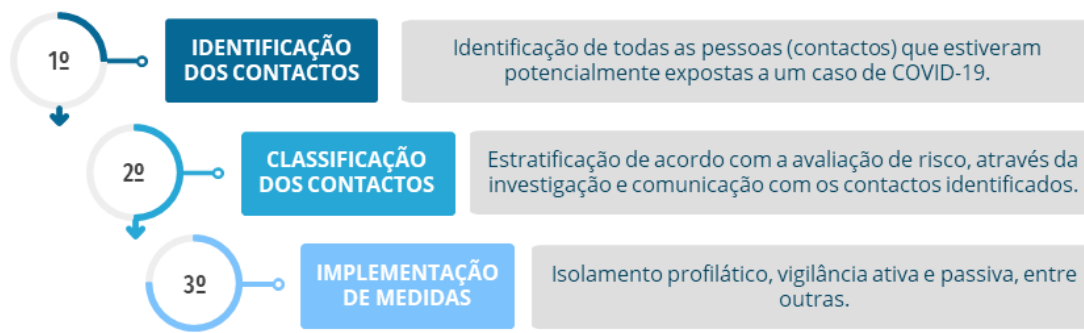 1º
IDENTIFICAÇÃO
DOS CONTACTOS
Identificação de todas as pessoas (contactos) que estiveram
potencialmente expostas a um caso de COVID-19.
2º
CLASSIFICAÇÃO
DOS CONTACTOS
Estratificação de acordo com a avaliação de risco, através da
investigação e comunicação com os contactos identificados.
3º
IMPLEMENTAÇÃO
DE MEDIDAS
Isolamento profilático, vigilância ativa e passiva, entre
outras.